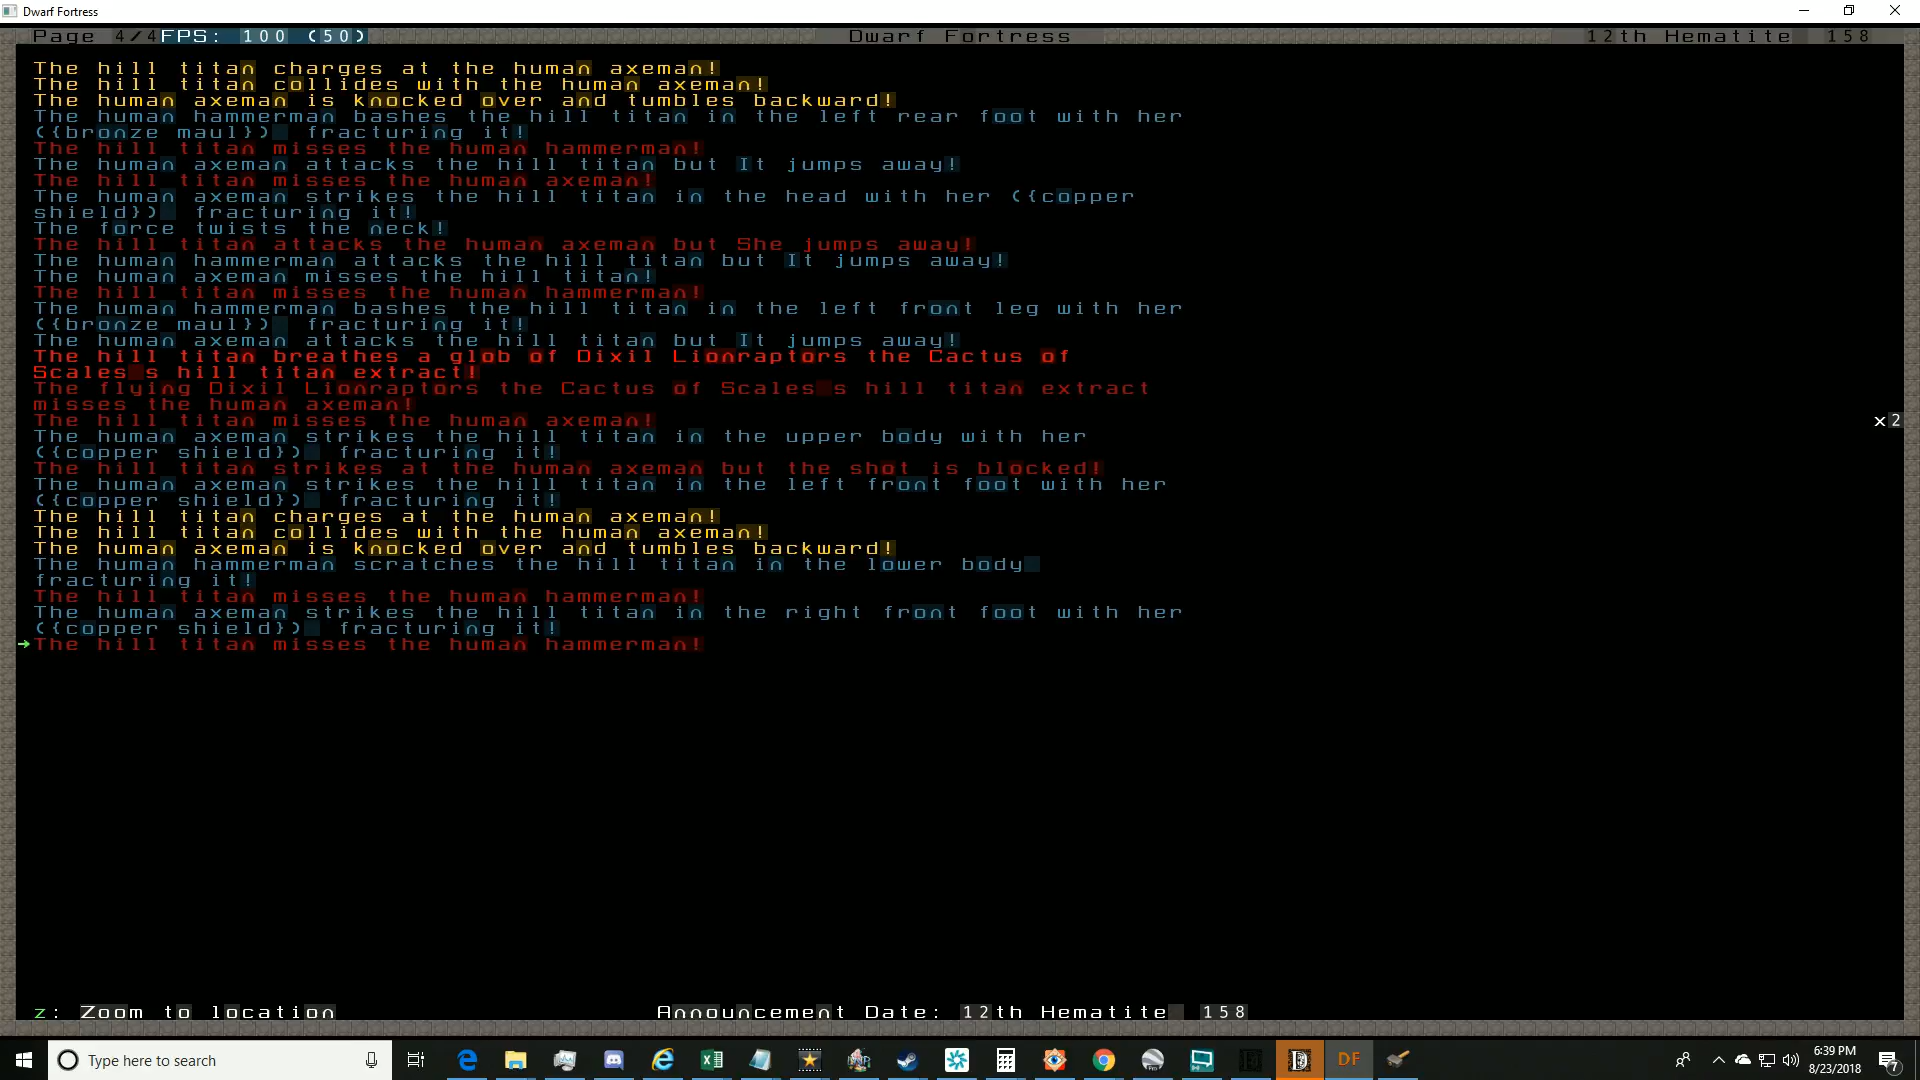 Dwarf Fortress
Page 4/4 FPS: 100 (50) Dwarf Fortress 12th Hematite 158
The hill titan charges at the human axeman!
The hill titan collides with the human axeman!
The human axeman is knocked over and tumbles backward!
The human hammerman bashes the hill titan in the left rear foot with her
({bronze maul}) fracturing it!
The hill titan misses the human hammerman!
The human axeman attacks the hill titan but It jumps away!
The hill titan misses the human axeman!
The human axeman strikes the hill titan in the head with her ({copper
shield}) fracturing it!
The force twists the neck!
The hill titan attacks the human axeman but She jumps away!
The human hammerman attacks the hill titan but It jumps away!
The human axeman misses the hill titan!
The hill titan misses the human hammerman!
The human hammerman bashes the hill titan in the left front leg with her
({bronze maul}) fracturing it!
The human axeman attacks the hill titan but It jumps away!
The hill titan breathes a glob of Dixil Lionraptors the Cactus of
Scales s hill titan extract!
The flying Dixil Lionraptors the Cactus of Scales s hill titan extract
misses the human axeman!
The hill titan misses the human axeman! x2
The human axeman strikes the hill titan in the upper body with her
({copper shield}) fracturing it!
The hill titan strikes at the human axeman but the shot is blocked!
The human axeman strikes the hill titan in the left front foot with her
({copper shield}) fracturing it!
The hill titan charges at the human axeman!
The hill titan collides with the human axeman!
The human axeman is knocked over and tumbles backward!
The human hammerman scratches the hill titan in the lower body
fracturing it!
The hill titan misses the human hammerman!
The human axeman strikes the hill titan in the right front foot with her
({copper shield}) fracturing it!
The hill titan misses the human hammerman!
z: Zoom to location Announcement Date: 12th Hematite 158
Type here to search
DF
6:39 PM
8/23/2018
7